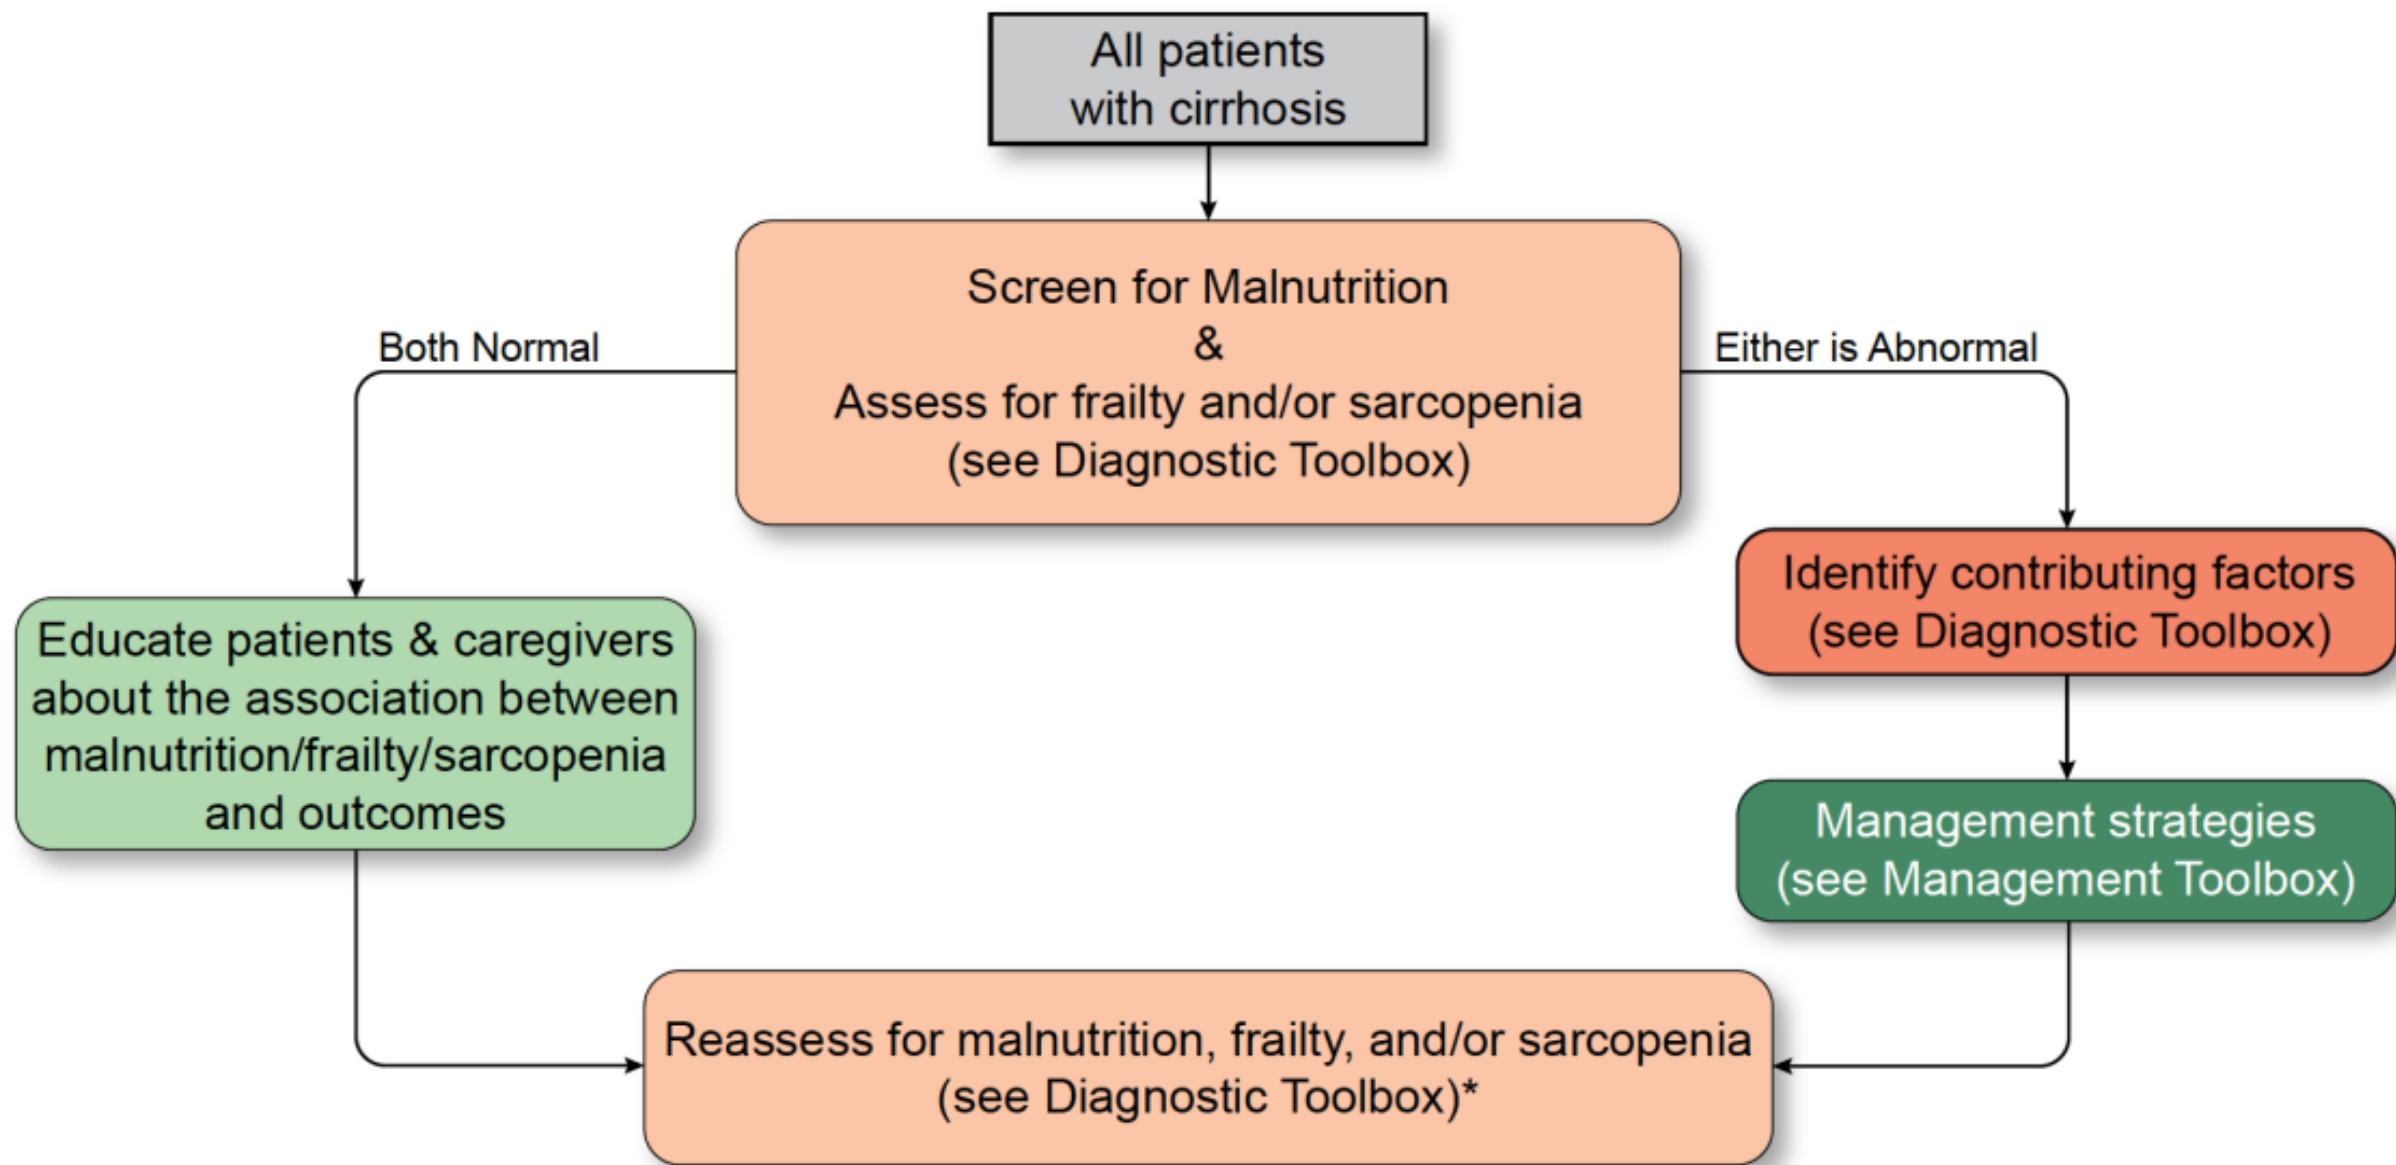 All patients
with cirrhosis
Screen for Malnutrition
&
Assess for frailty and/or sarcopenia
(see Diagnostic Toolbox)
Both Normal
Either is Abnormal
Educate patients & caregivers
about the association between
malnutrition/frailty/sarcopenia
and outcomes
Identify contributing factors
(see Diagnostic Toolbox)
Management strategies
(see Management Toolbox)
Reassess for malnutrition, frailty, and/or sarcopenia
(see Diagnostic Toolbox)*